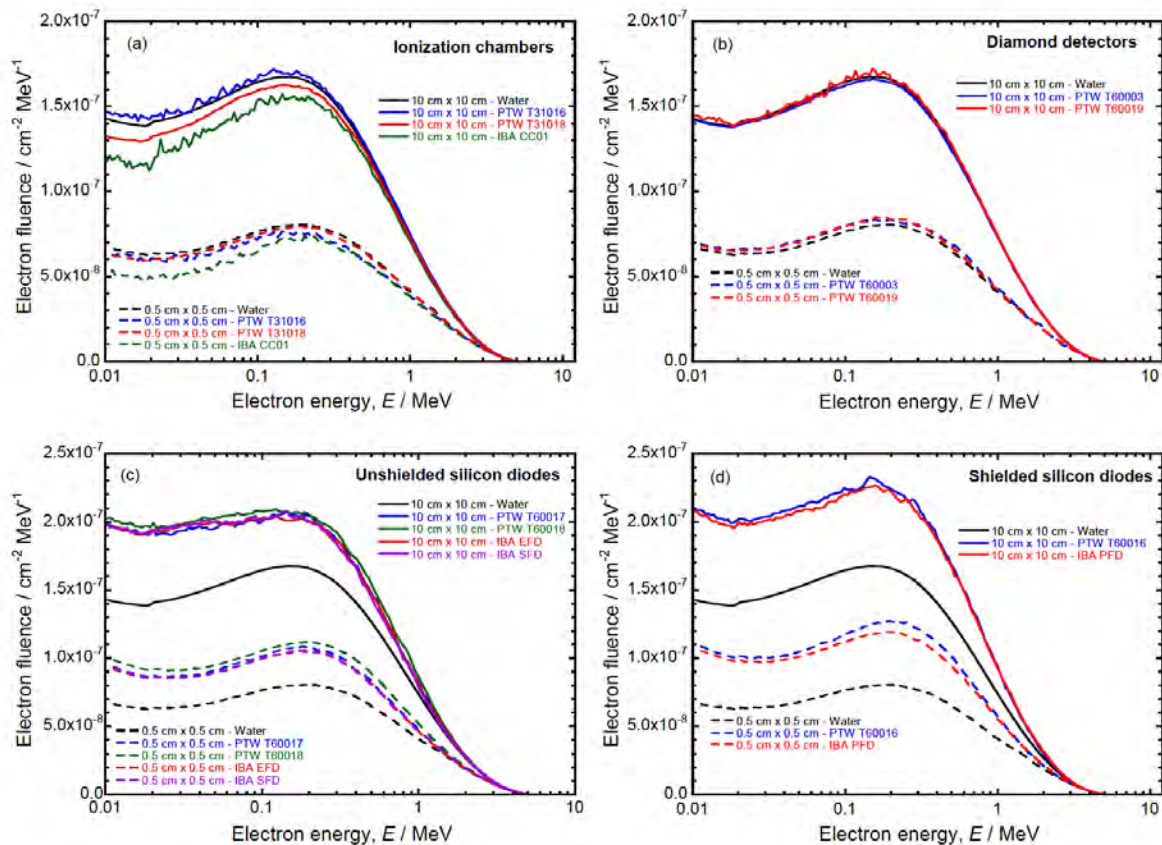 (a)
Ionization chambers
Electron fluence / cm⁻² MeV⁻¹
2.0x10⁻⁷
1.5x10⁻⁷
1.0x10⁻⁷
5.0x10⁻⁸
0.0
10 cm x 10 cm - Water
10 cm x 10 cm - PTW T31016
10 cm x 10 cm - PTW T31018
10 cm x 10 cm - IBA CC01
0.5 cm x 0.5 cm - Water
0.5 cm x 0.5 cm - PTW T31016
0.5 cm x 0.5 cm - PTW T31018
0.5 cm x 0.5 cm - IBA CC01
0.01 0.1 1 10
Electron energy, E / MeV
(b)
Diamond detectors
Electron fluence / cm⁻² MeV⁻¹
2.0x10⁻⁷
1.5x10⁻⁷
1.0x10⁻⁷
5.0x10⁻⁸
0.0
10 cm x 10 cm - Water
10 cm x 10 cm - PTW T60003
10 cm x 10 cm - PTW T60019
0.5 cm x 0.5 cm - Water
0.5 cm x 0.5 cm - PTW T60003
0.5 cm x 0.5 cm - PTW T60019
0.01 0.1 1 10
Electron energy, E / MeV
(c)
Unshielded silicon diodes
Electron fluence / cm⁻² MeV⁻¹
2.5x10⁻⁷
2.0x10⁻⁷
1.5x10⁻⁷
1.0x10⁻⁷
5.0x10⁻⁸
0.0
10 cm x 10 cm - Water
10 cm x 10 cm - PTW T60017
10 cm x 10 cm - PTW T60018
10 cm x 10 cm - IBA EFD
10 cm x 10 cm - IBA SFD
0.5 cm x 0.5 cm - Water
0.5 cm x 0.5 cm - PTW T60017
0.5 cm x 0.5 cm - PTW T60018
0.5 cm x 0.5 cm - IBA EFD
0.5 cm x 0.5 cm - IBA SFD
0.01 0.1 1 10
Electron energy, E / MeV
(d)
Shielded silicon diodes
Electron fluence / cm⁻² MeV⁻¹
2.5x10⁻⁷
2.0x10⁻⁷
1.5x10⁻⁷
1.0x10⁻⁷
5.0x10⁻⁸
0.0
10 cm x 10 cm - Water
10 cm x 10 cm - PTW T60016
10 cm x 10 cm - IBA PFD
0.5 cm x 0.5 cm - Water
0.5 cm x 0.5 cm - PTW T60016
0.5 cm x 0.5 cm - IBA PFD
0.01 0.1 1 10
Electron energy, E / MeV